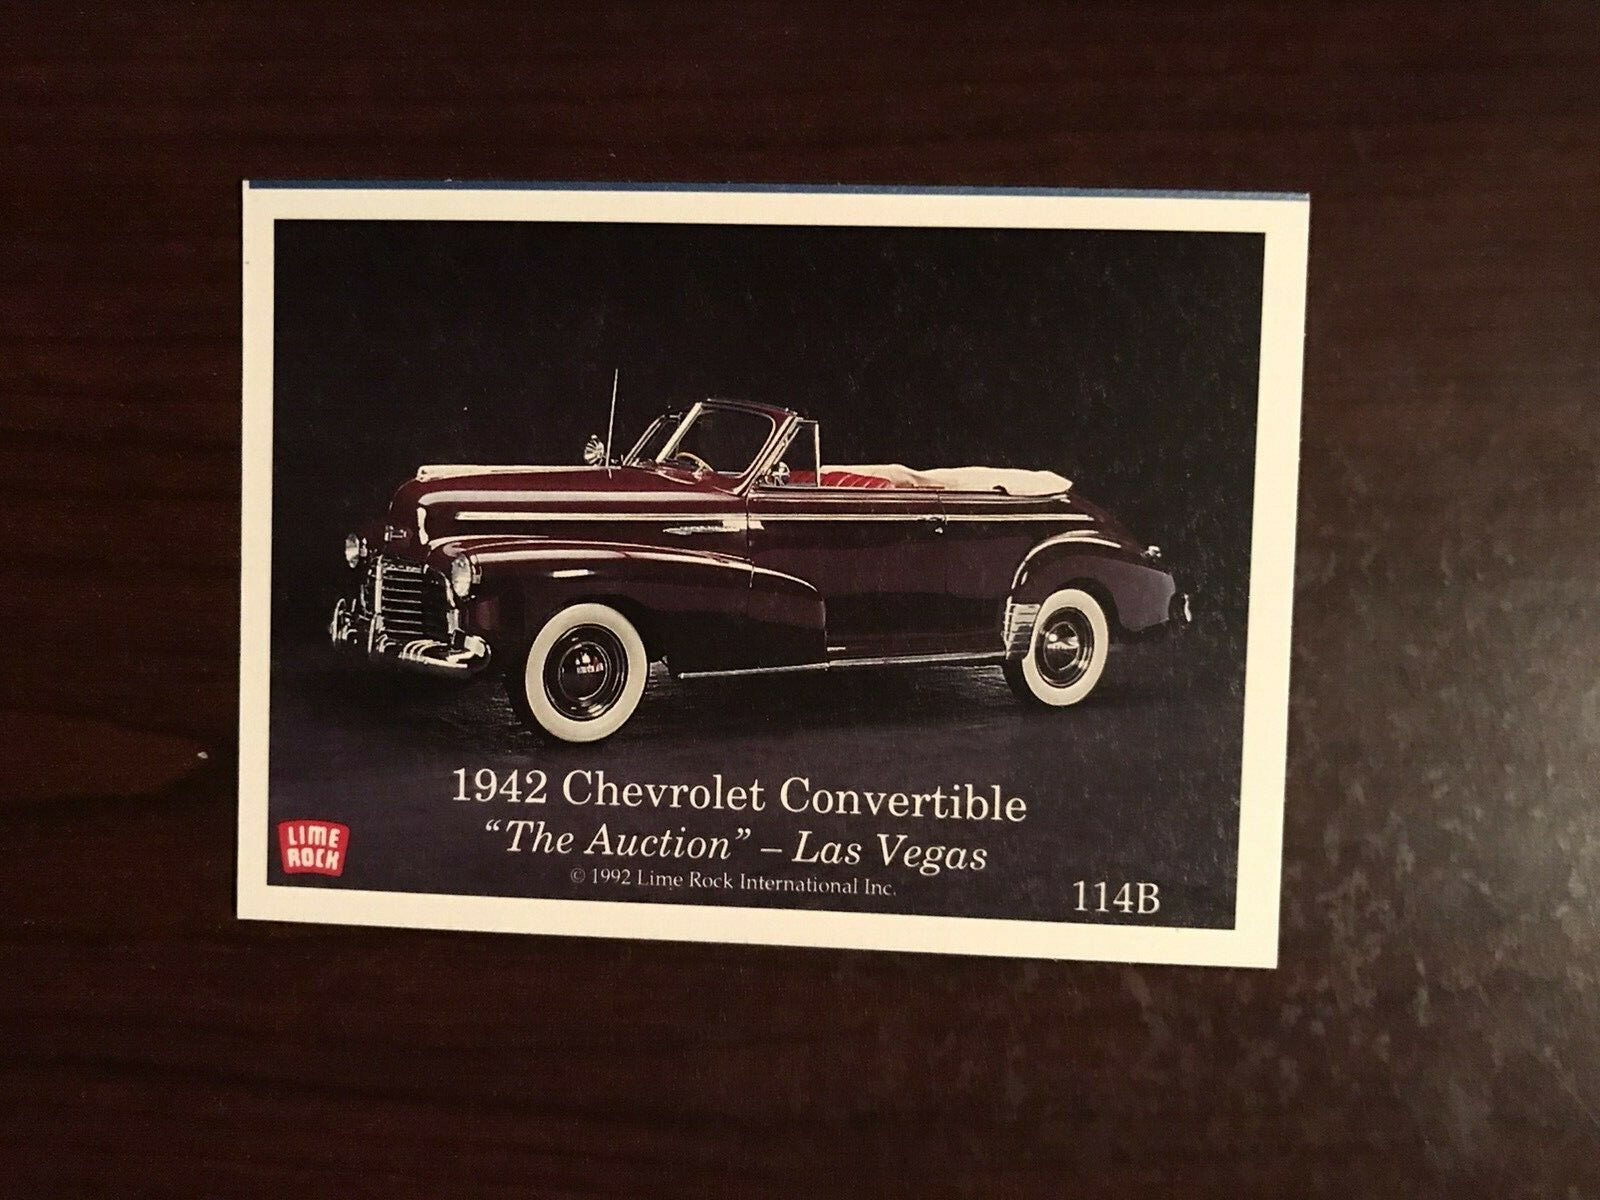 1942 Chevrolet Convertible
“The Auction” – Las Vegas
© 1992 Lime Rock International Inc.
LIME
ROCK
114B